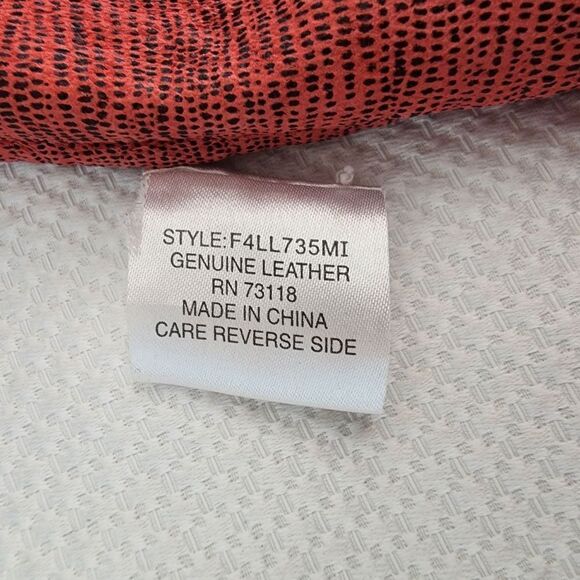 STYLE:F4LL735MI
GENUINE LEATHER
RN 73118
MADE IN CHINA
CARE REVERSE SIDE